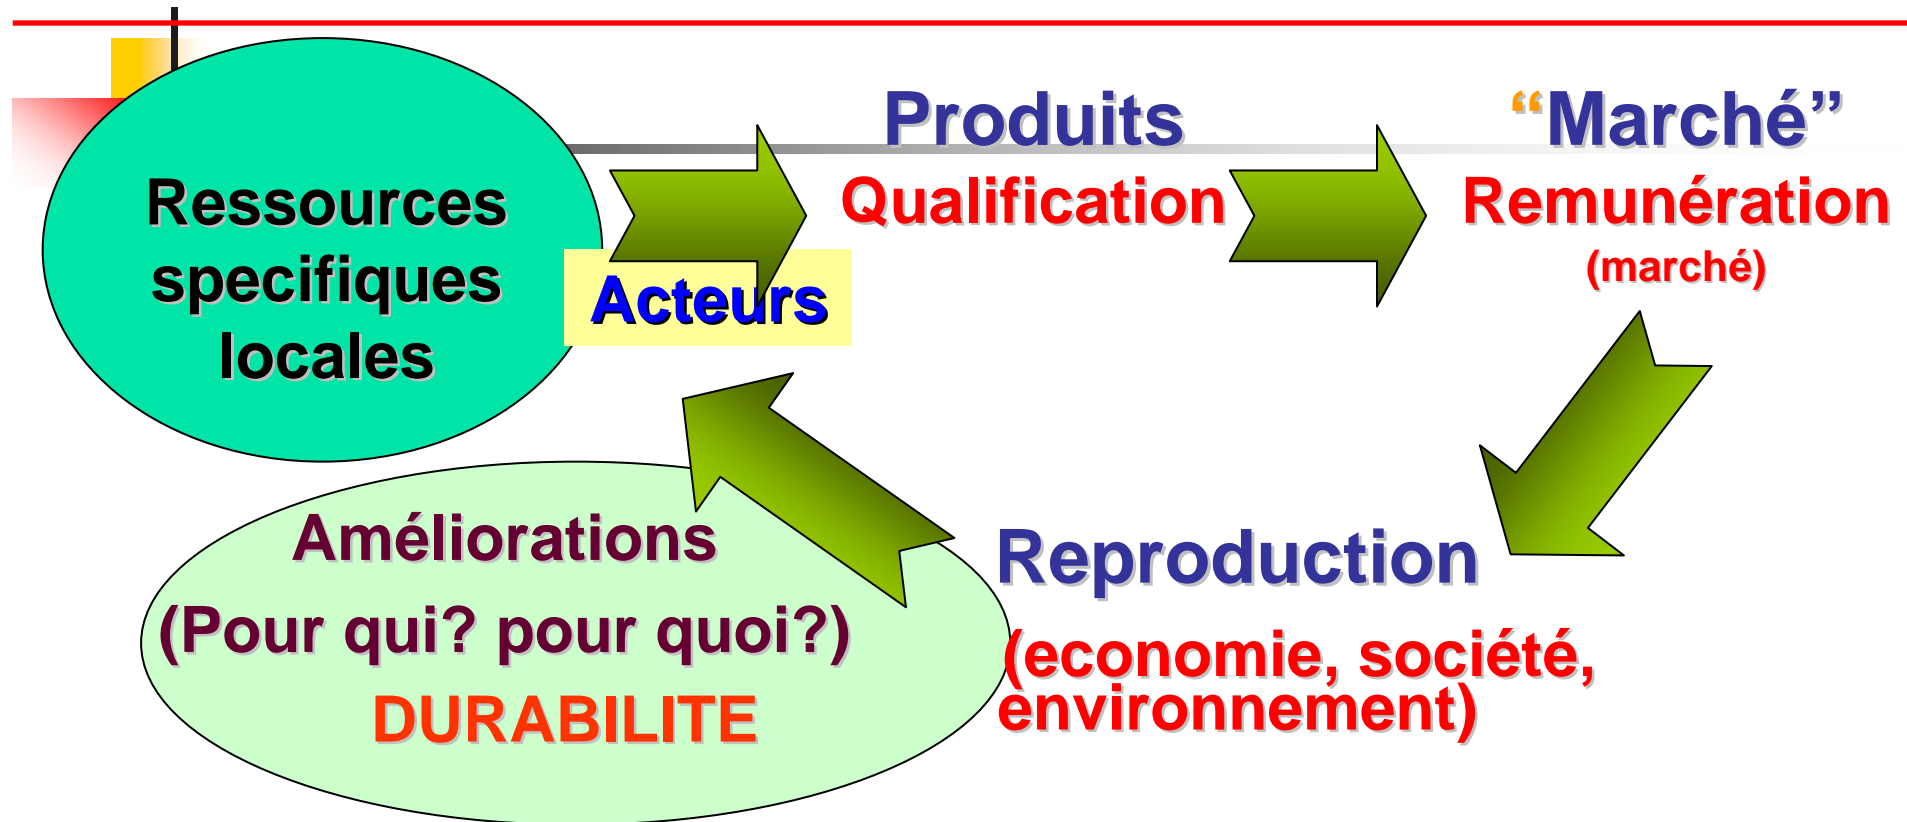 Ressources
specifiques
locales
Acteurs
Produits
Qualification
“Marché”
Remunération
(marché)
Reproduction
(economie, société,
environnement)
Améliorations
(Pour qui? pour quoi?)
DURABILITE